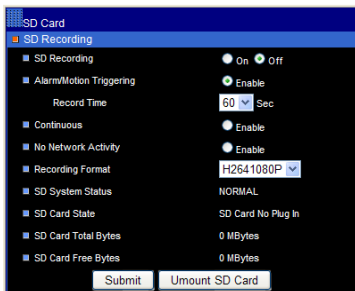 SD Card
SD Recording
SD Recording On Off
Alarm/Motion Triggering Enable
Record Time 60 Sec
Continuous Enable
No Network Activity Enable
Recording Format H2641080P
SD System Status NORMAL
SD Card State SD Card No Plug In
SD Card Total Bytes 0 MBytes
SD Card Free Bytes 0 MBytes
Submit Umount SD Card